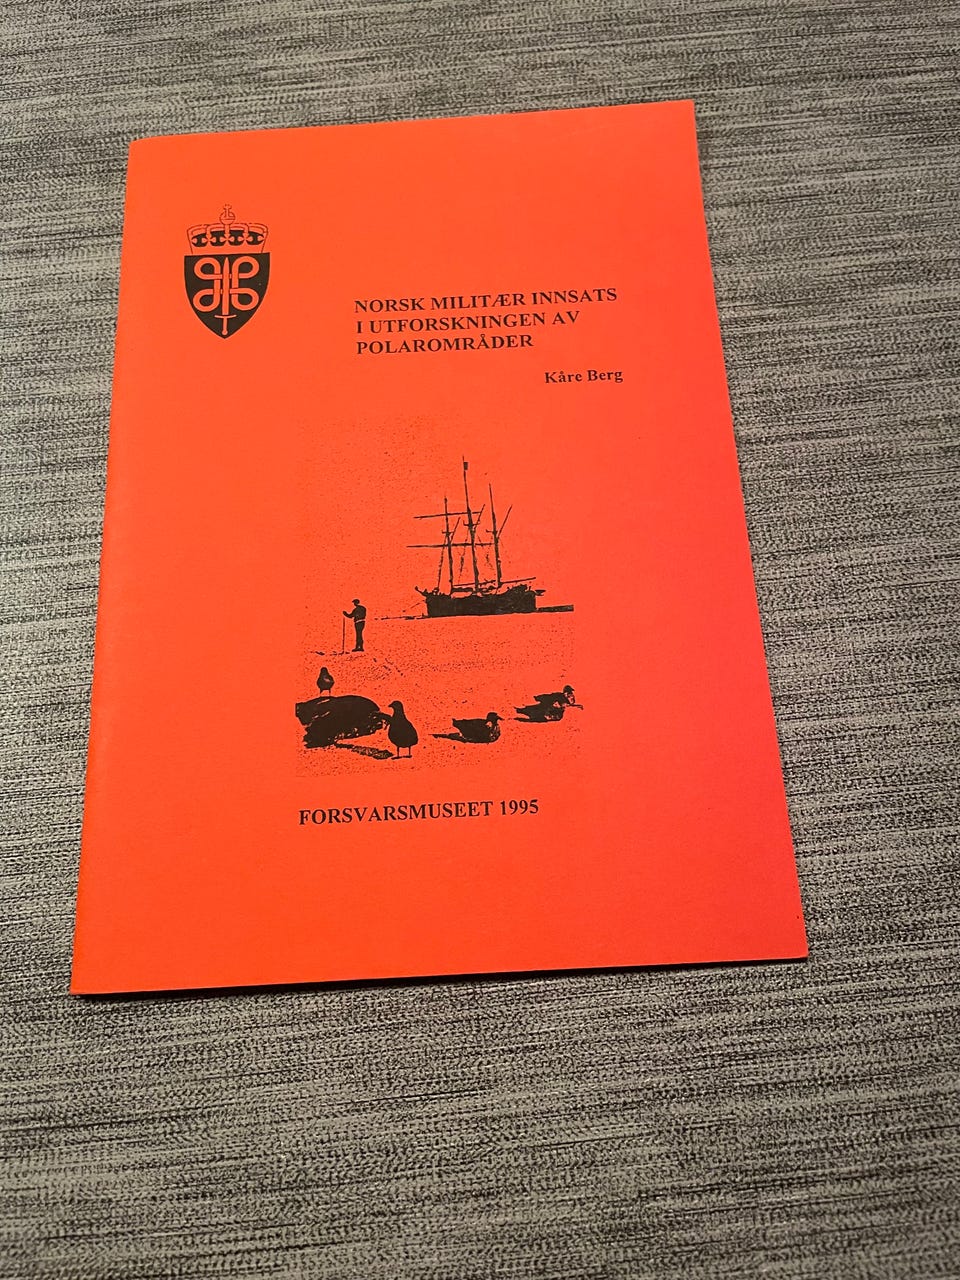 NORSK MILITÆR INNSATS
I UTFORSKNINGEN AV
POLAROMRÅDER
Kåre Berg
FORSVARSMUSEET 1995